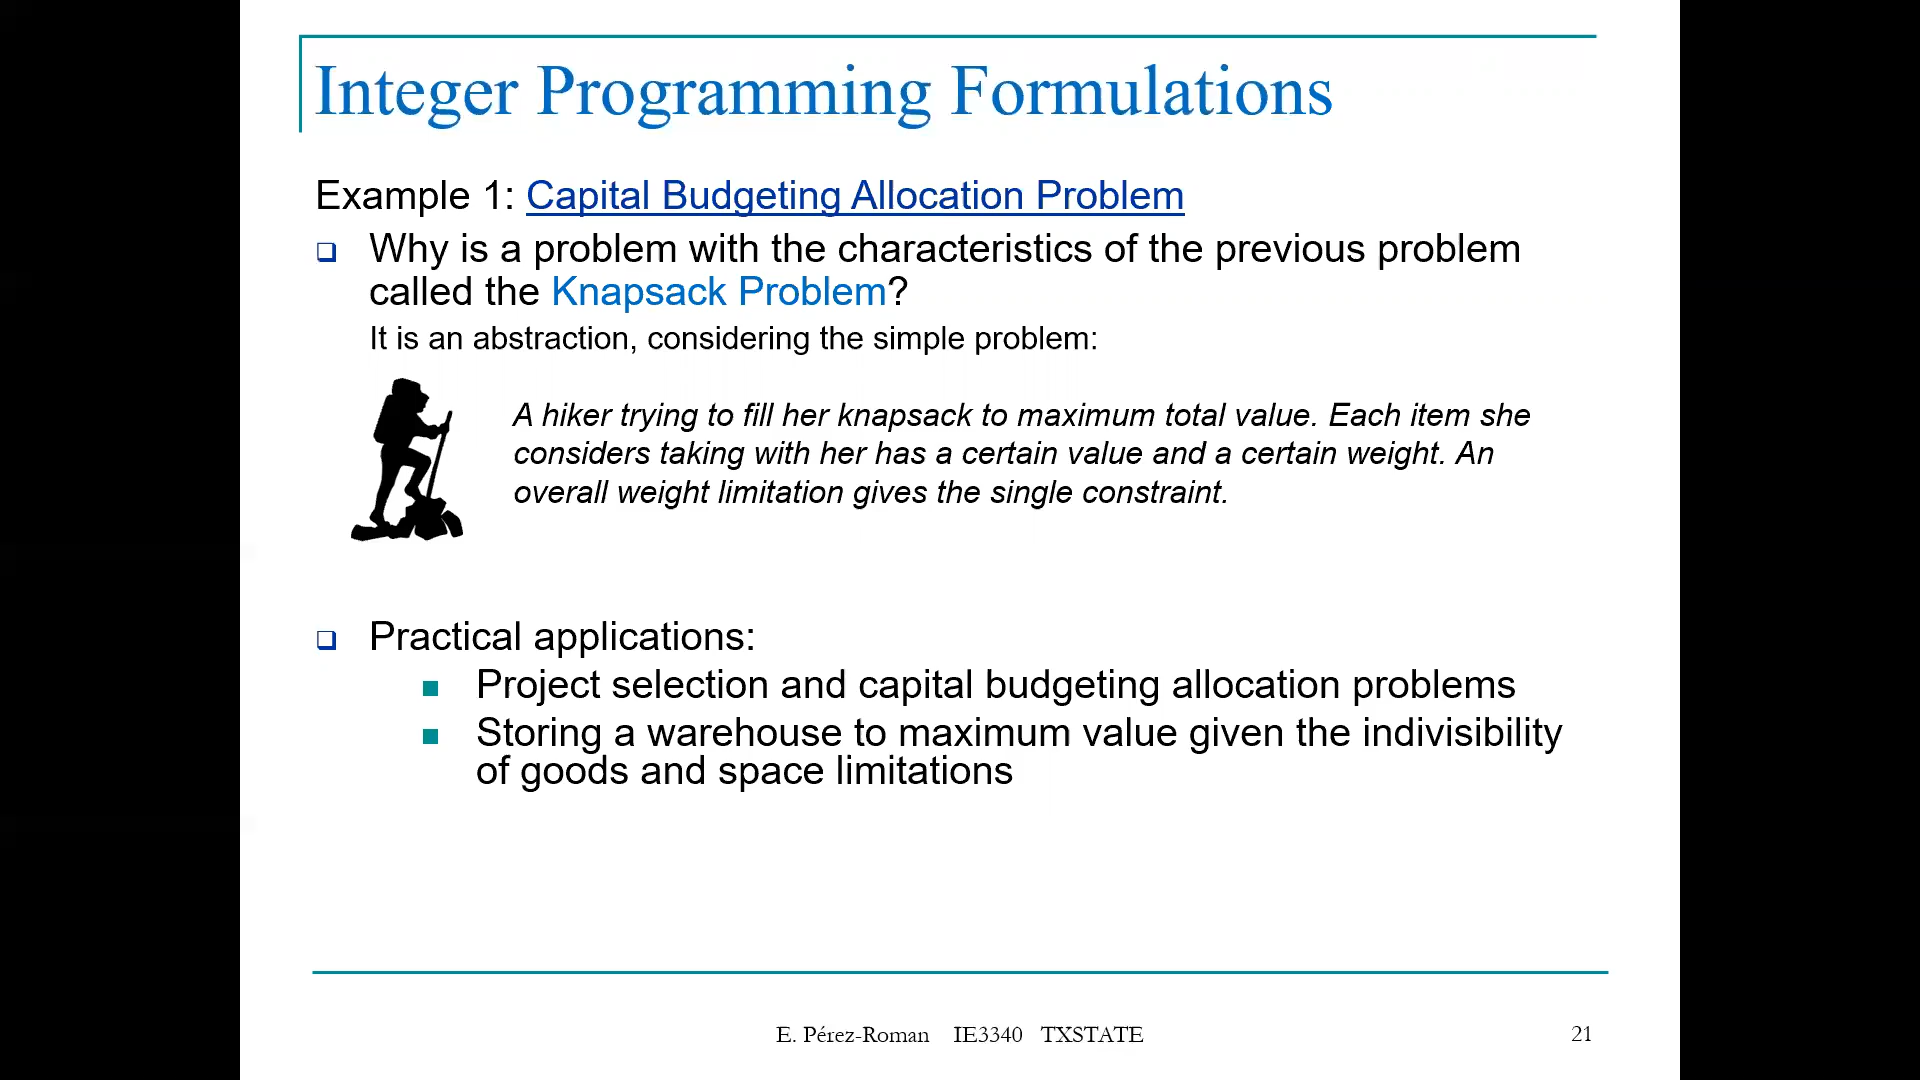 Integer Programming Formulations
Example 1: Capital Budgeting Allocation Problem
Why is a problem with the characteristics of the previous problem
called the Knapsack Problem?
It is an abstraction, considering the simple problem:
A hiker trying to fill her knapsack to maximum total value. Each item she
considers taking with her has a certain value and a certain weight. An
overall weight limitation gives the single constraint.
Practical applications:
Project selection and capital budgeting allocation problems
Storing a warehouse to maximum value given the indivisibility
of goods and space limitations
E. Pérez-Roman IE3340 TXSTATE
21